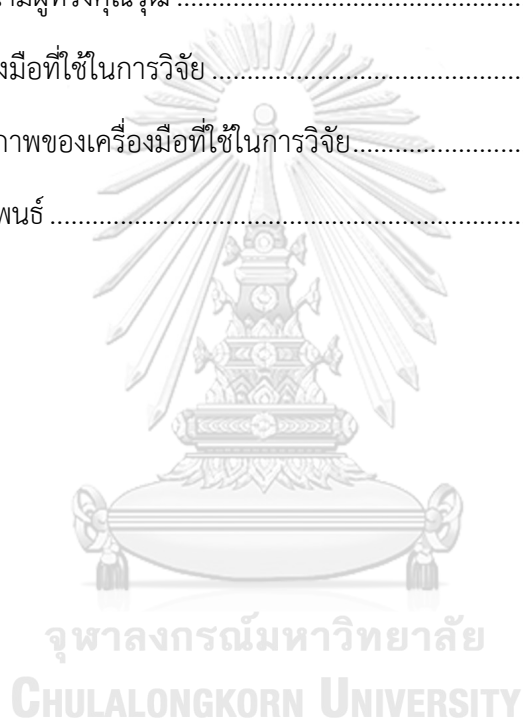 ามผู้ทรงคุณวุฒิ ................................................
งมือที่ใช้ในการวิจัย ...........................................
าพของเครื่องมือที่ใช้ในการวิจัย.......................
พนธ์ .................................................................
จุฬาลงกรณ์มหาวิทยาลัย
CHULALONGKORN UNIVERSITY